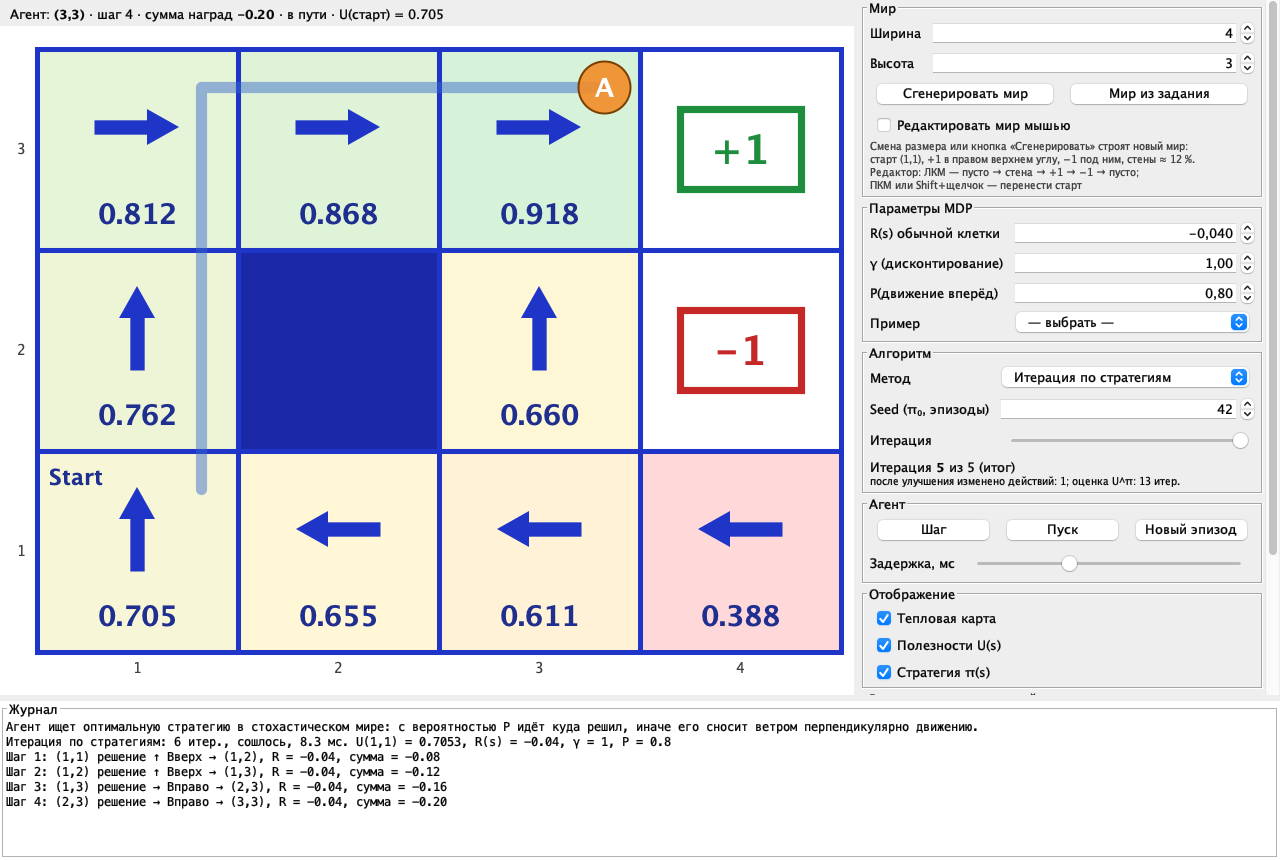 Агент: (3,3) · шаг 4 · сумма наград −0.20 · в пути · U(старт) = 0.705
3
0.812
0.868
A
0.918
+1
2
0.762
0.660
−1
1
Start
0.705
0.655
0.611
0.388
1 2 3 4
Мир
Ширина 4
Высота 3
Сгенерировать мир Мир из задания
Редактировать мир мышью
Смена размера или кнопка «Сгенерировать» строят новый мир:
старт (1,1), +1 в правом верхнем углу, −1 под ним, стены ≈ 12 %.
Редактор: ЛКМ — пусто → стена → +1 → −1 → пусто;
ПКМ или Shift+щелчок — перенести старт
Параметры MDP
R(s) обычной клетки −0,040
γ (дисконтирование) 1,00
P(движение вперёд) 0,80
Пример — выбрать —
Алгоритм
Метод Итерация по стратегиям
Seed (π₀, эпизоды) 42
Итерация
Итерация 5 из 5 (итог)
после улучшения изменено действий: 1; оценка U^π: 13 итер.
Агент
Шаг Пуск Новый эпизод
Задержка, мс
Отображение
Тепловая карта
Полезности U(s)
Стратегия π(s)
Журнал
Агент ищет оптимальную стратегию в стохастическом мире: с вероятностью P идёт куда решил, иначе его сносит ветром перпендикулярно движению.
Итерация по стратегиям: 6 итер., сошлось, 8.3 мс. U(1,1) = 0.7053, R(s) = −0.04, γ = 1, P = 0.8
Шаг 1: (1,1) решение ↑ Вверх → (1,2), R = −0.04, сумма = −0.08
Шаг 2: (1,2) решение ↑ Вверх → (1,3), R = −0.04, сумма = −0.12
Шаг 3: (1,3) решение → Вправо → (2,3), R = −0.04, сумма = −0.16
Шаг 4: (2,3) решение → Вправо → (3,3), R = −0.04, сумма = −0.20